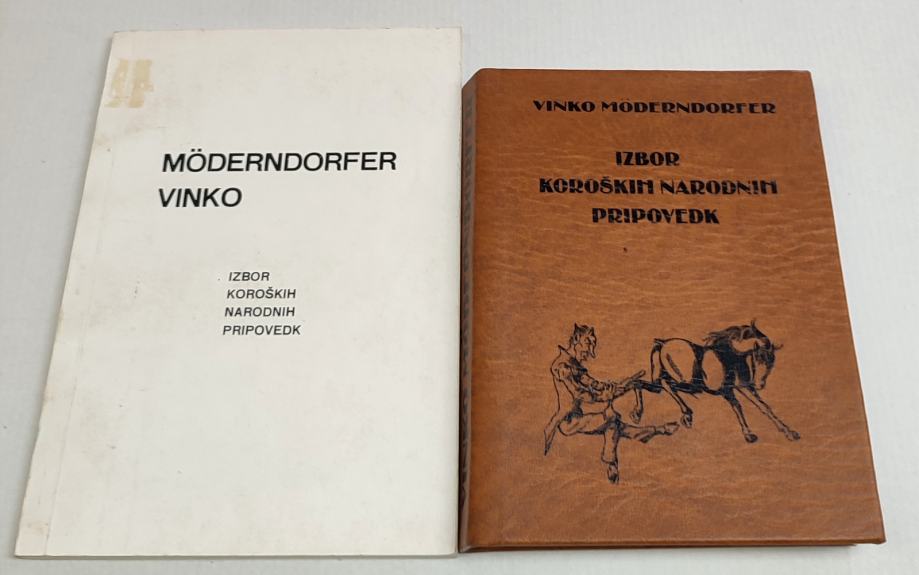 MÖDERNDORFER
VINKO
IZBOR
KOROŠKIH
NARODNIH
PRIPOVEDK
VINKO MÖDERNDORFER
IZBOR
KOROŠKIH NARODNIH
PRIPOVEDK